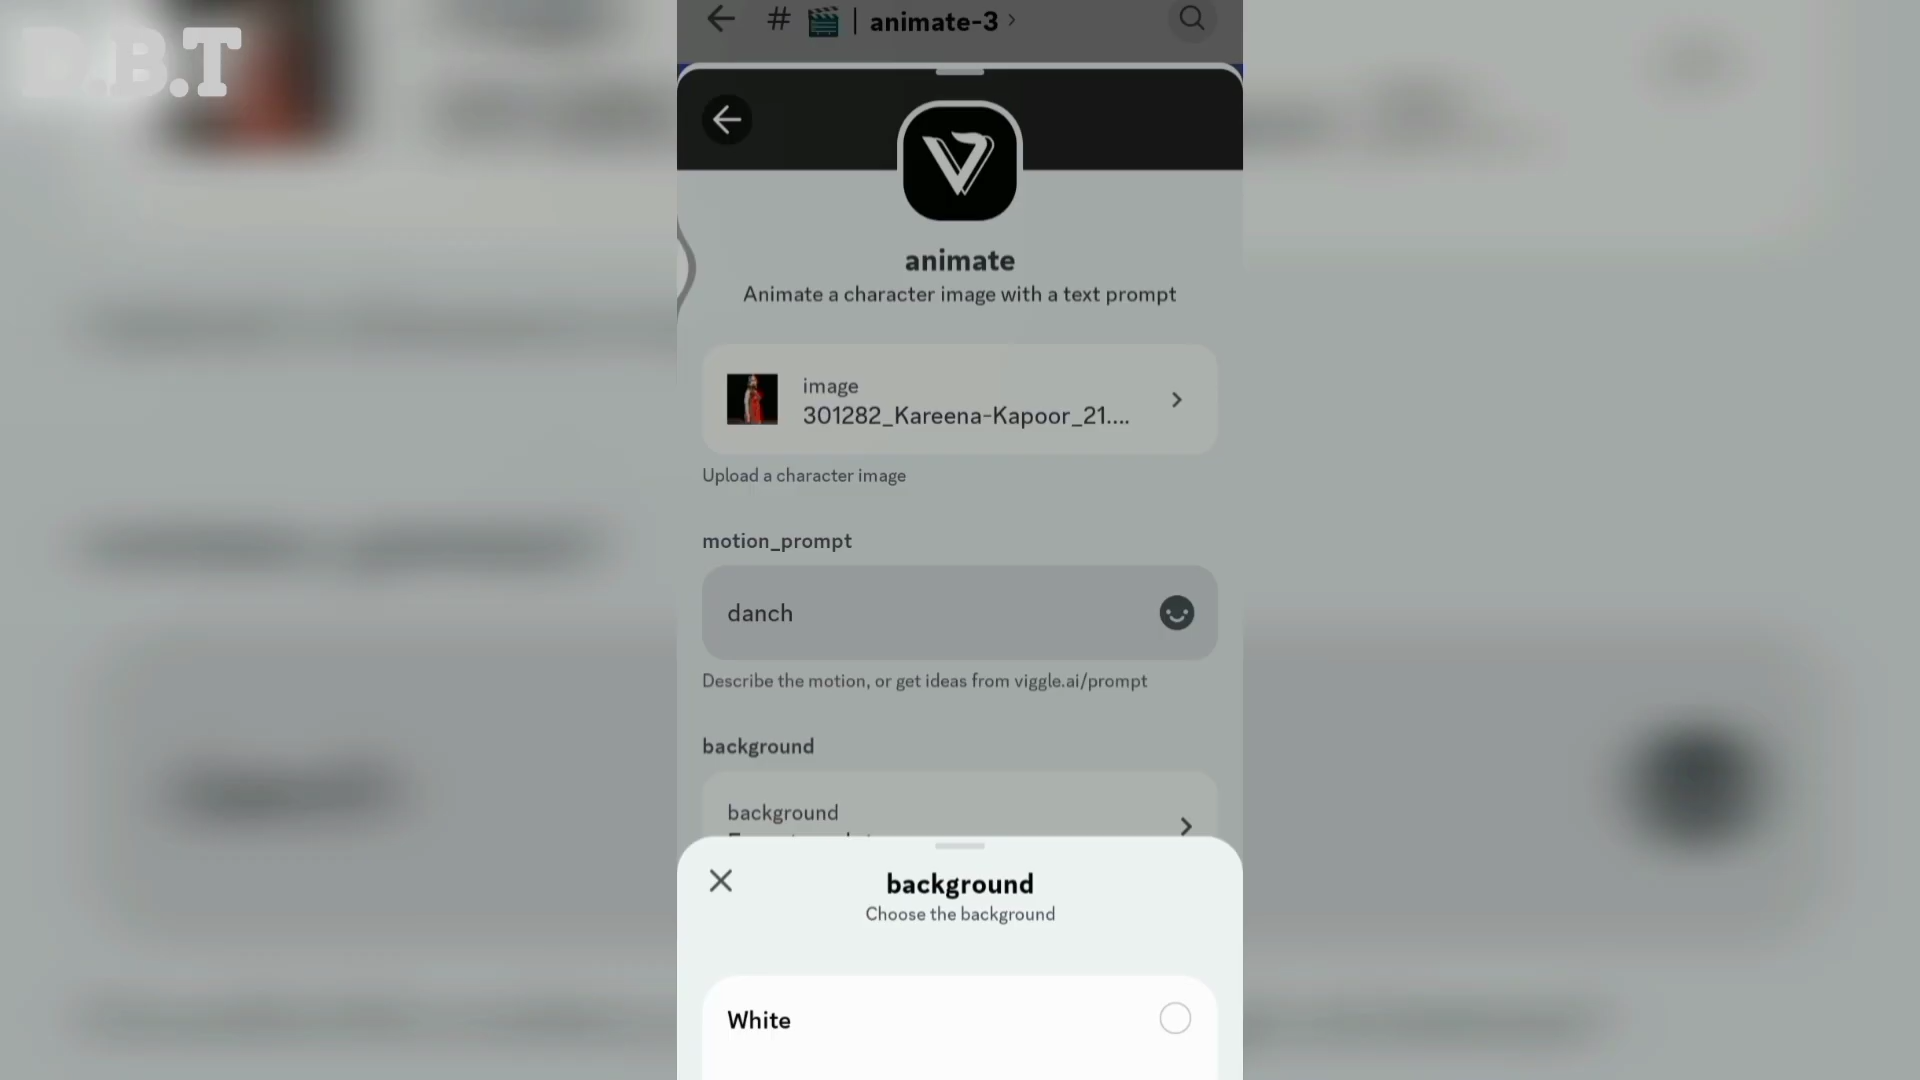 D.B.T
# 🎬 | animate-3 ›
animate
Animate a character image with a text prompt
image
301282_Kareena-Kapoor_21....
Upload a character image
motion_prompt
danch
Describe the motion, or get ideas from viggle.ai/prompt
background
background
background
Choose the background
White